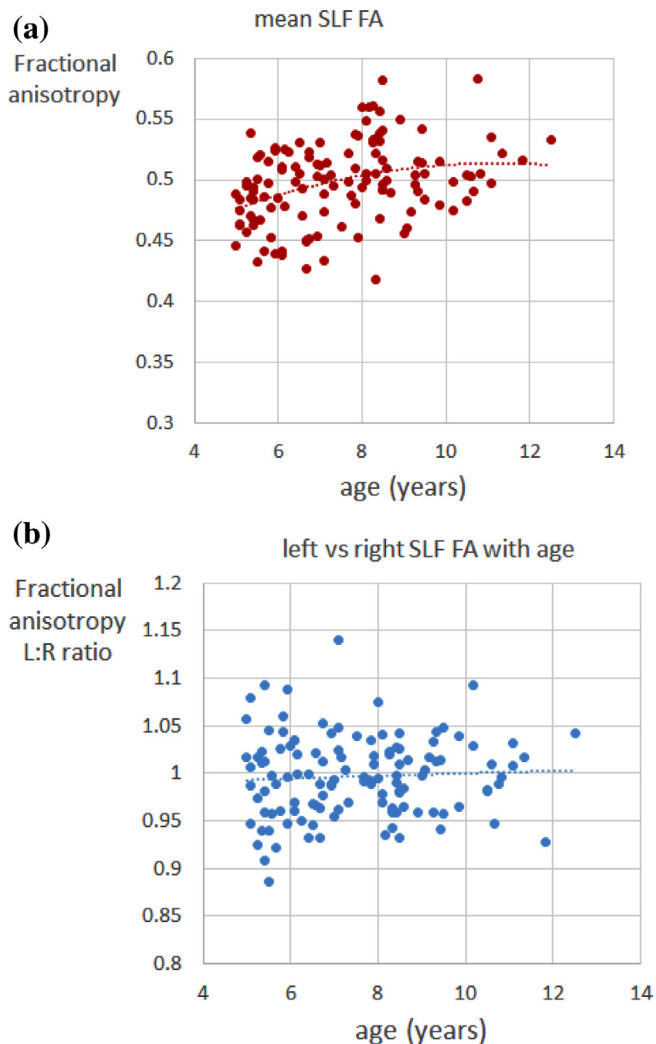 (a)
mean SLF FA
Fractional
anisotropy
0.6
0.55
0.5
0.45
0.4
0.35
0.3
4 6 8 10 12 14
age (years)
(b)
left vs right SLF FA with age
Fractional
anisotropy
L:R ratio
1.2
1.15
1.1
1.05
1
0.95
0.9
0.85
0.8
4 6 8 10 12 14
age (years)